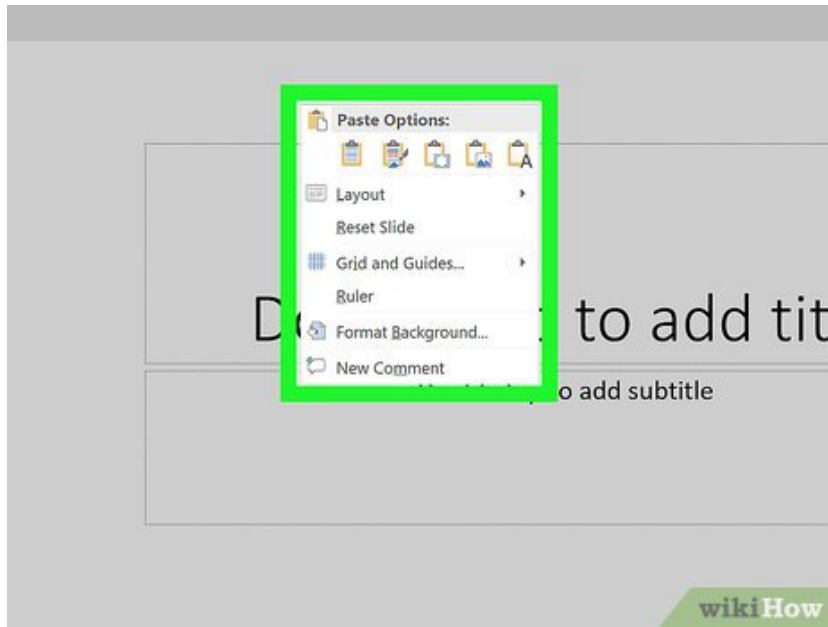 Paste Options:
Layout
Reset Slide
Grid and Guides...
Ruler
to add tit
Format Background...
New Comment
o add subtitle
wikiHow